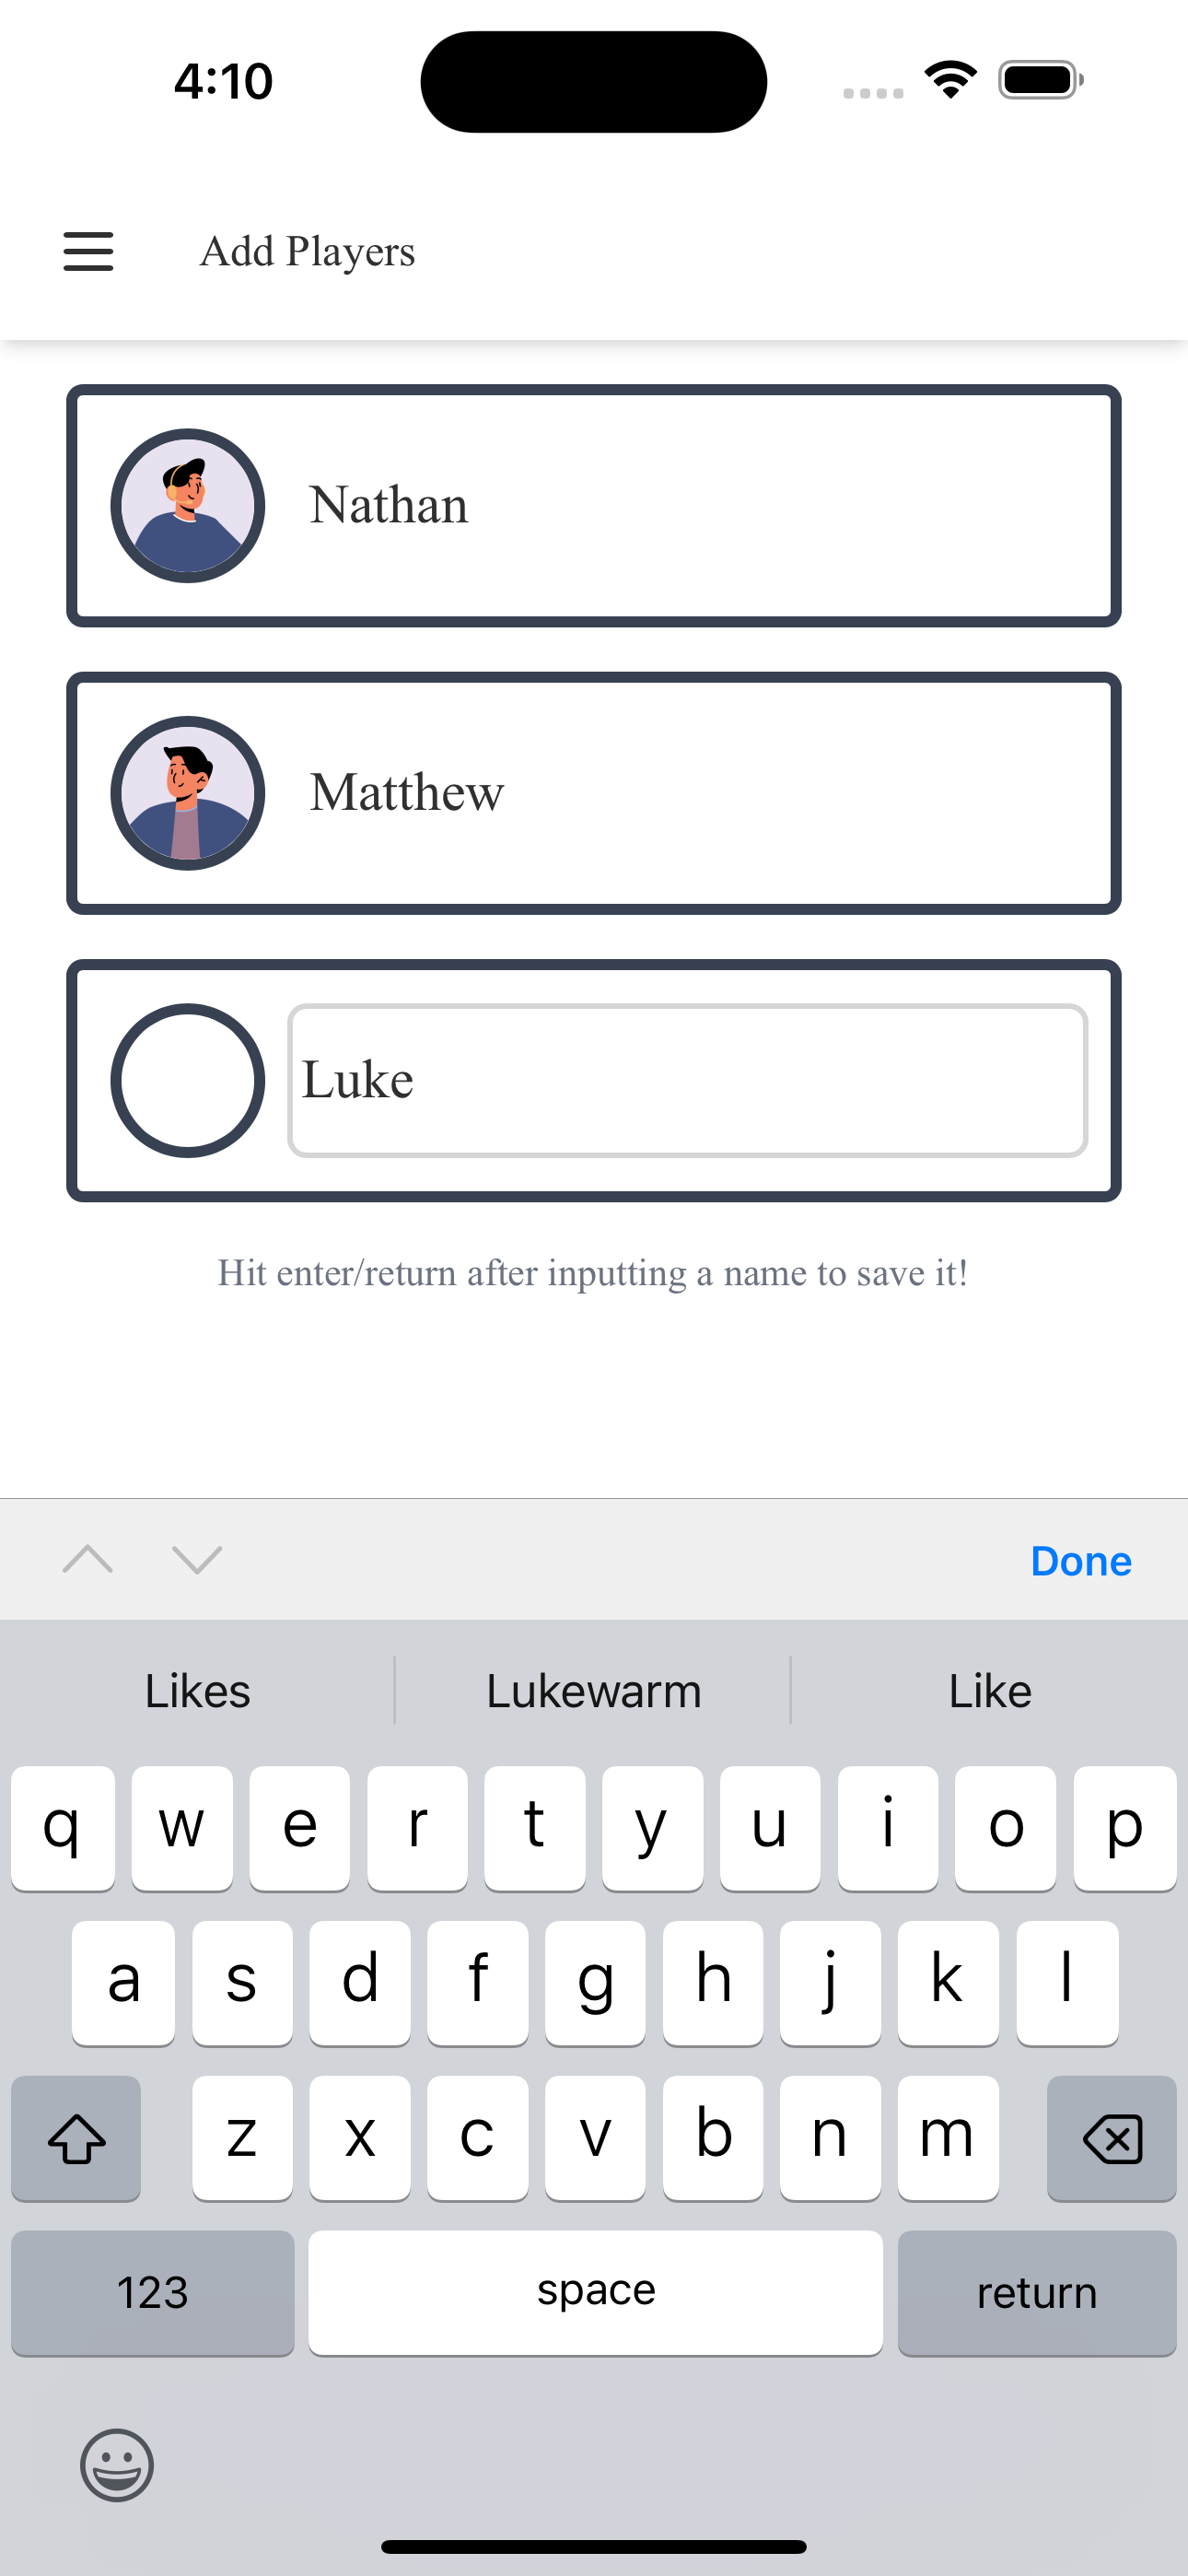 4:10
Add Players
Nathan
Matthew
Luke
Hit enter/return after inputting a name to save it!
Done
Likes Lukewarm Like
q w e r t y u i o p
a s d f g h j k l
z x c v b n m
123 space return